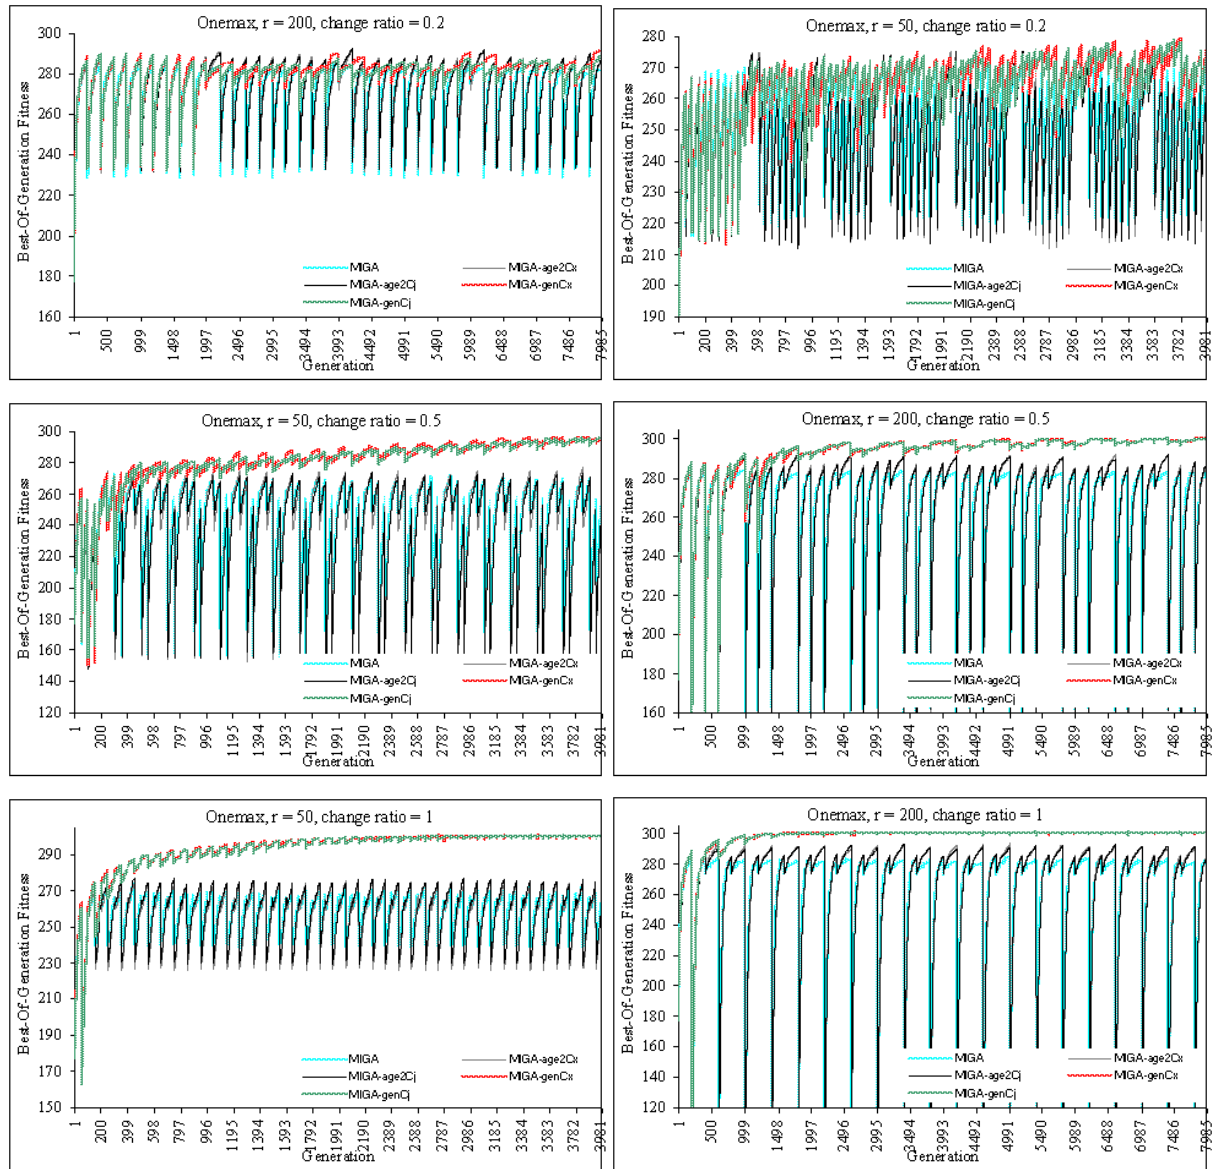 Onemax, r = 200, change ratio = 0.2
Best-Of-Generation Fitness
300
280
260
240
220
200
180
160
MIGA
MIGA-age2Cx
MIGA-age2Cj
MIGA-genCx
MIGA-genCj
1 500 999 1498 1997 2496 2995 3494 3993 4492 4991 5490 5989 6488 6987 7486 7985
Generation
Onemax, r = 50, change ratio = 0.2
Best-Of-Generation Fitness
280
270
260
250
240
230
220
210
200
190
MIGA
MIGA-age2Cx
MIGA-age2Cj
MIGA-genCx
MIGA-genCj
1 200 399 598 797 996 1195 1394 1593 1792 1991 2190 2389 2588 2787 2986 3185 3384 3583 3782 3981
Generation
Onemax, r = 50, change ratio = 0.5
Best-Of-Generation Fitness
300
280
260
240
220
200
180
160
140
120
MIGA
MIGA-age2Cx
MIGA-age2Cj
MIGA-genCx
MIGA-genCj
1 200 399 598 797 996 1195 1394 1593 1792 1991 2190 2389 2588 2787 2986 3185 3384 3583 3782 3981
Generation
Onemax, r = 200, change ratio = 0.5
Best-Of-Generation Fitness
300
280
260
240
220
200
180
160
MIGA
MIGA-age2Cx
MIGA-age2Cj
MIGA-genCx
MIGA-genCj
1 500 999 1498 1997 2496 2995 3494 3993 4492 4991 5490 5989 6488 6987 7486 7985
Generation
Onemax, r = 50, change ratio = 1
Best-Of-Generation Fitness
290
270
250
230
210
190
170
150
MIGA
MIGA-age2Cx
MIGA-age2Cj
MIGA-genCx
MIGA-genCj
1 200 399 598 797 996 1195 1394 1593 1792 1991 2190 2389 2588 2787 2986 3185 3384 3583 3782 3981
Generation
Onemax, r = 200, change ratio = 1
Best-Of-Generation Fitness
300
280
260
240
220
200
180
160
140
120
MIGA
MIGA-age2Cx
MIGA-age2Cj
MIGA-genCx
MIGA-genCj
1 500 999 1498 1997 2496 2995 3494 3993 4492 4991 5490 5989 6488 6987 7486 7985
Generation